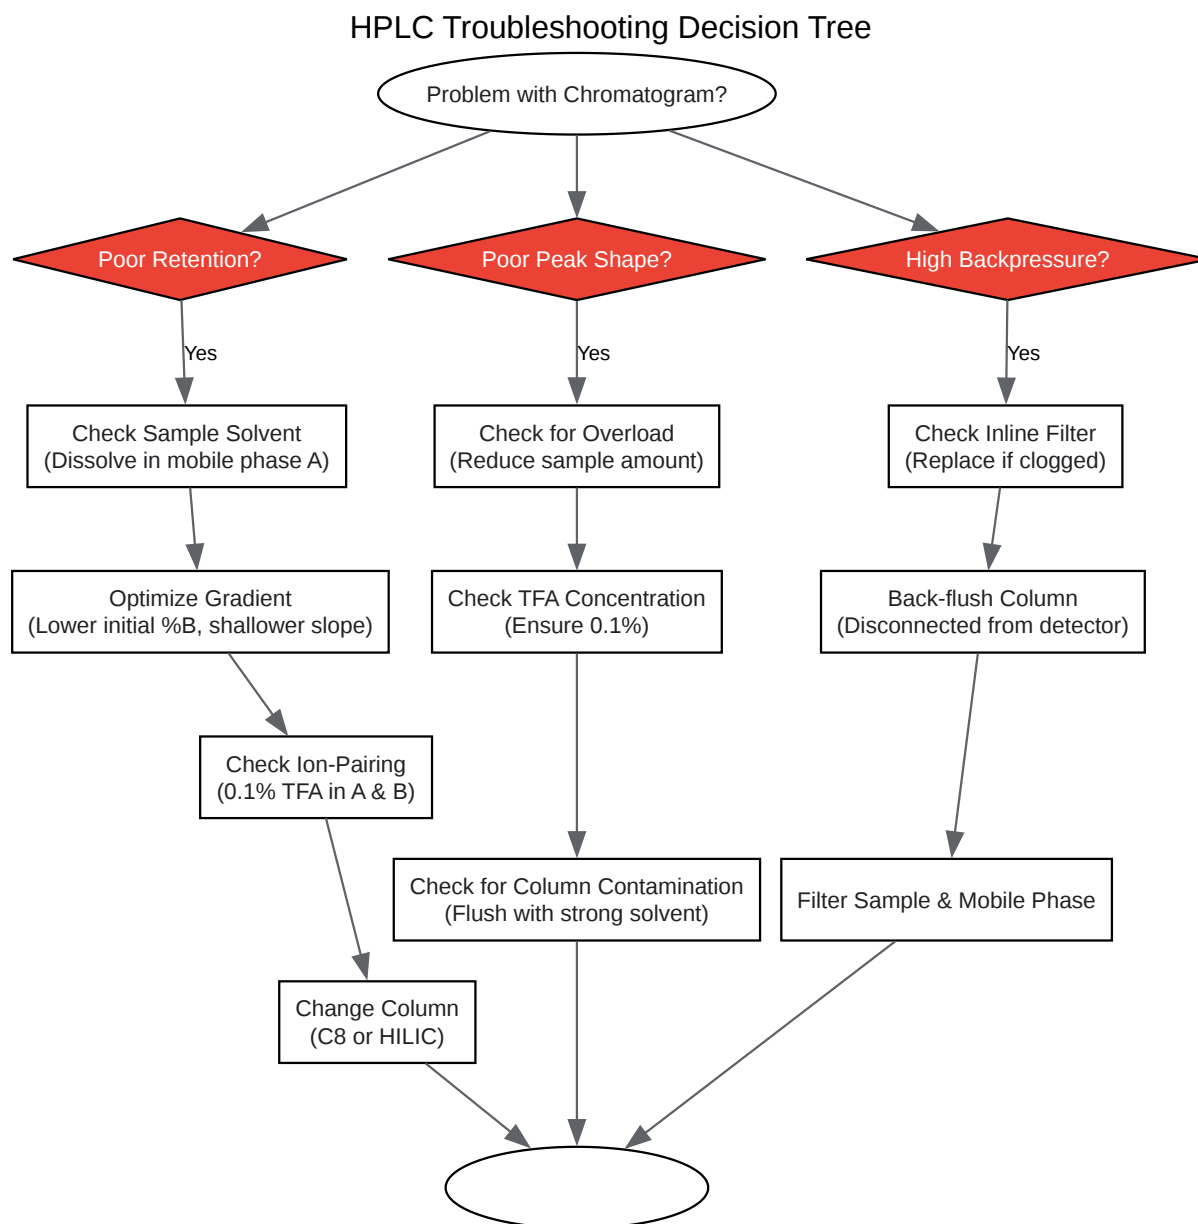 HPLC Troubleshooting Decision Tree
Problem with Chromatogram?
Poor Retention?
Poor Peak Shape?
High Backpressure?
Yes
Yes
Yes
Check Sample Solvent
(Dissolve in mobile phase A)
Check for Overload
(Reduce sample amount)
Check Inline Filter
(Replace if clogged)
Optimize Gradient
(Lower initial %B, shallower slope)
Check TFA Concentration
(Ensure 0.1%)
Back-flush Column
(Disconnected from detector)
Check Ion-Pairing
(0.1% TFA in A & B)
Check for Column Contamination
(Flush with strong solvent)
Filter Sample & Mobile Phase
Change Column
(C8 or HILIC)